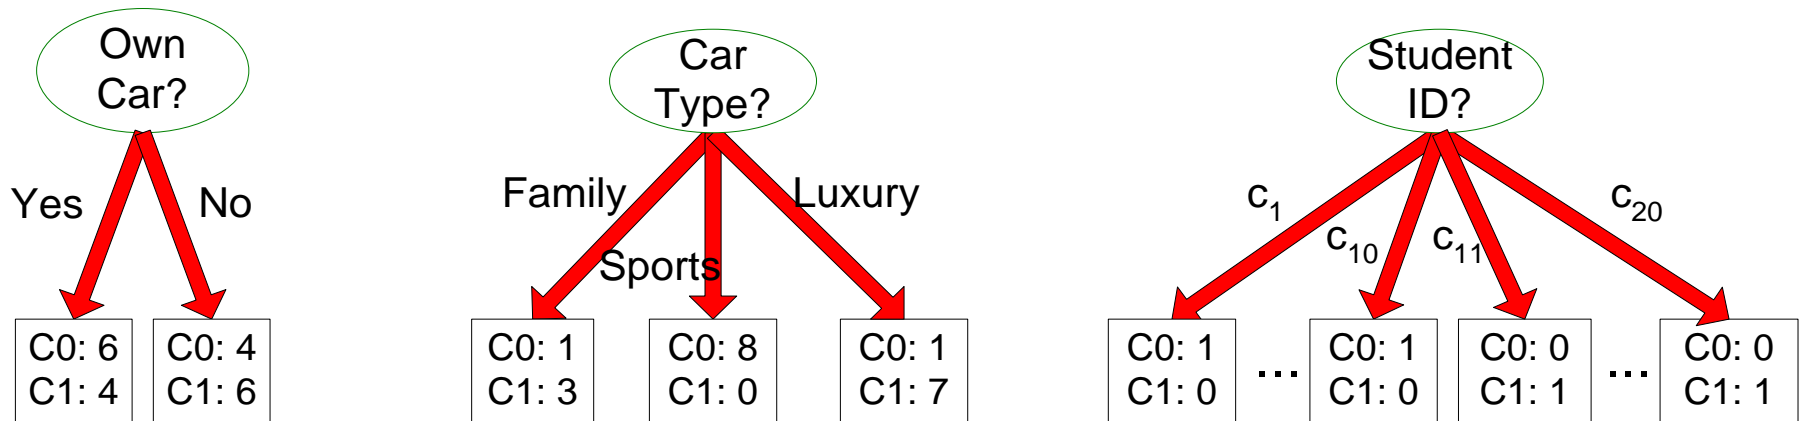 Own
Car?
Yes
No
C0: 6
C1: 4
C0: 4
C1: 6
Car
Type?
Family
Sports
Luxury
C0: 1
C1: 3
C0: 8
C1: 0
C0: 1
C1: 7
Student
ID?
c1
c10
c11
c20
C0: 1
C1: 0
...
C0: 1
C1: 0
C0: 0
C1: 1
...
C0: 0
C1: 1